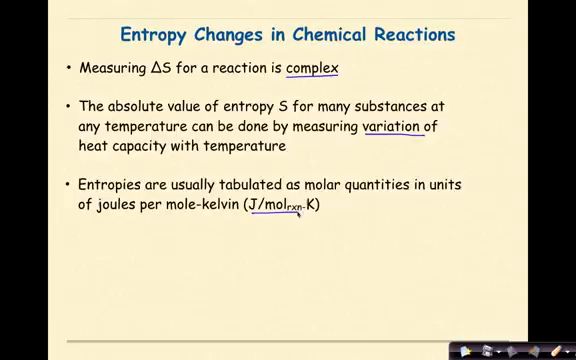 Entropy Changes in Chemical Reactions
• Measuring ΔS for a reaction is complex
• The absolute value of entropy S for many substances at
any temperature can be done by measuring variation of
heat capacity with temperature
• Entropies are usually tabulated as molar quantities in units
of joules per mole-kelvin (J/molrxn-K)